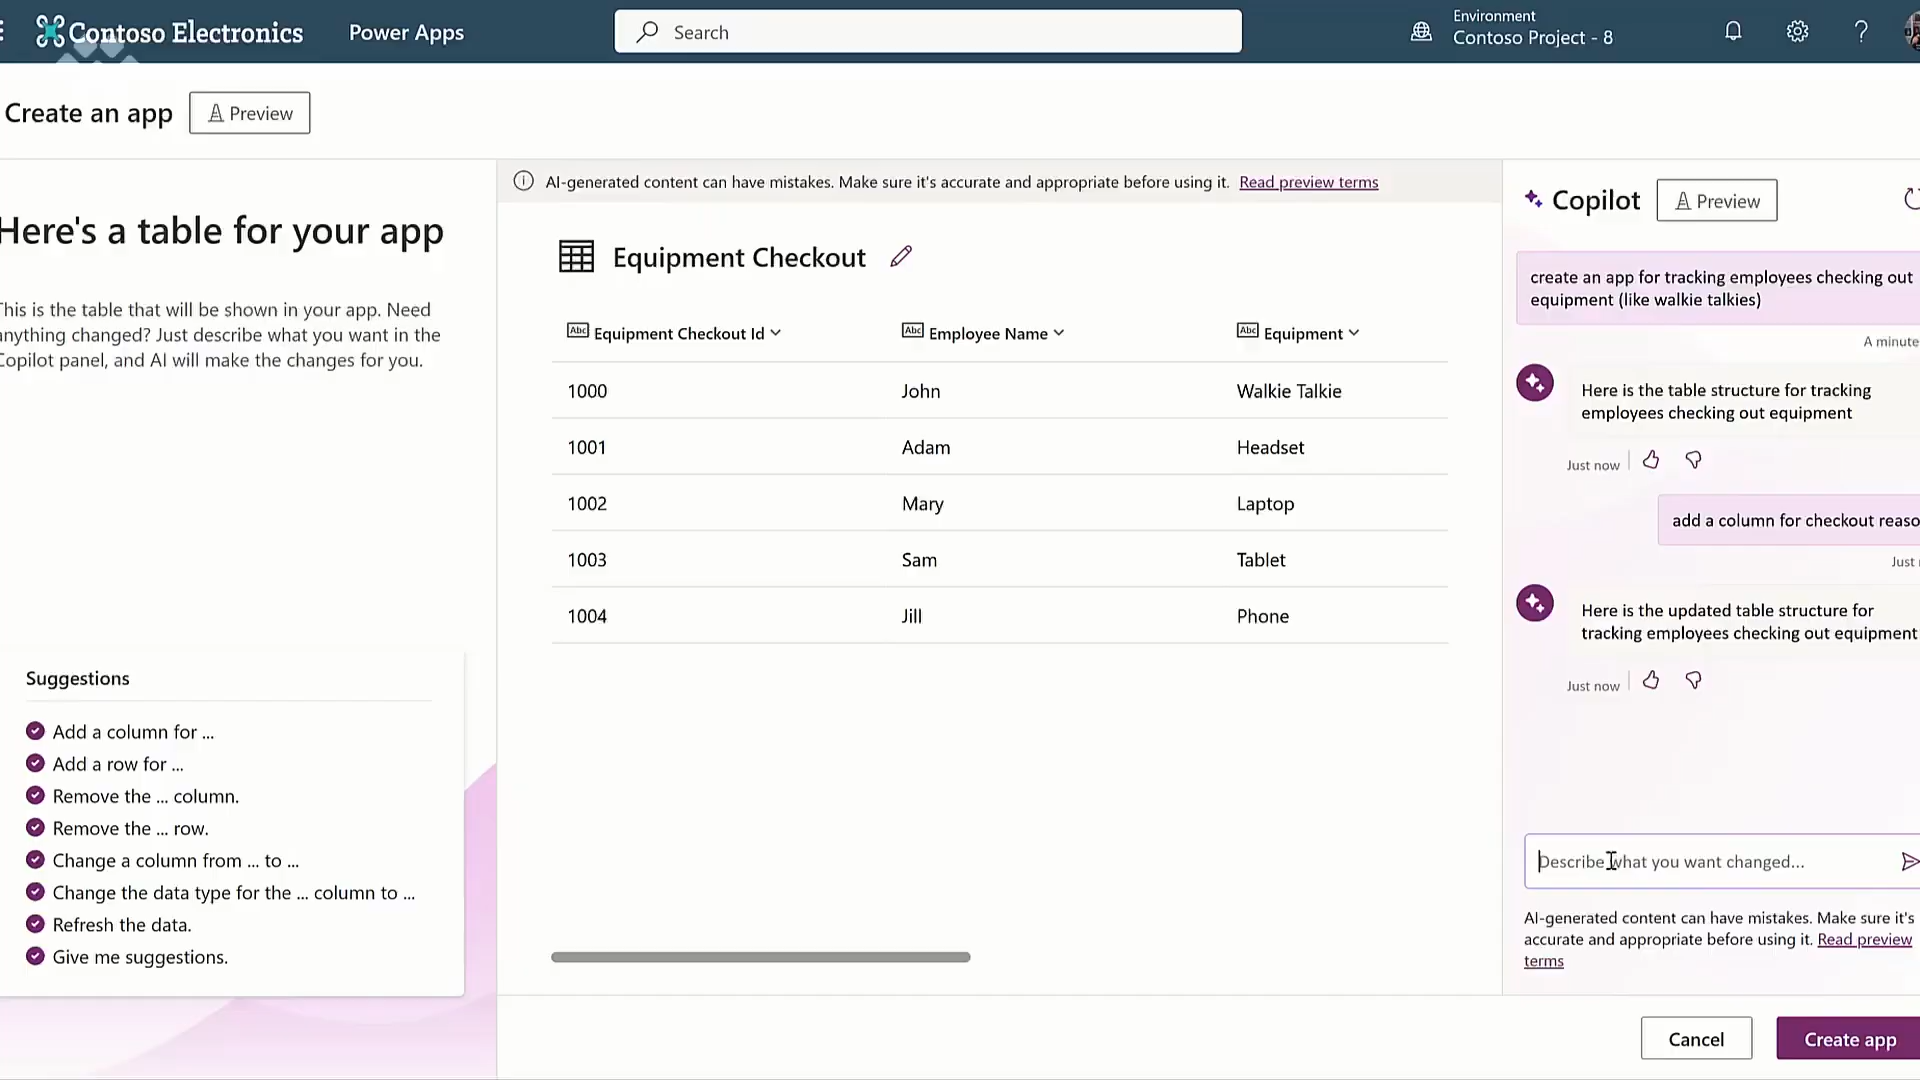 Contoso Electronics
Power Apps
Search
Environment
Contoso Project - 8
?
Create an app
Preview
Here's a table for your app
This is the table that will be shown in your app. Need
anything changed? Just describe what you want in the
Copilot panel, and AI will make the changes for you.
Suggestions
Add a column for ...
Add a row for ...
Remove the ... column.
Remove the ... row.
Change a column from ... to ...
Change the data type for the ... column to ...
Refresh the data.
Give me suggestions.
AI-generated content can have mistakes. Make sure it's accurate and appropriate before using it. Read preview terms
Equipment Checkout
Abc Equipment Checkout Id
Abc Employee Name
Abc Equipment
1000 John Walkie Talkie
1001 Adam Headset
1002 Mary Laptop
1003 Sam Tablet
1004 Jill Phone
Copilot
Preview
create an app for tracking employees checking out
equipment (like walkie talkies)
A minute
Here is the table structure for tracking
employees checking out equipment
Just now
add a column for checkout reaso
Just
Here is the updated table structure for
tracking employees checking out equipment
Just now
Describe what you want changed...
AI-generated content can have mistakes. Make sure it's
accurate and appropriate before using it. Read preview
terms
Cancel
Create app